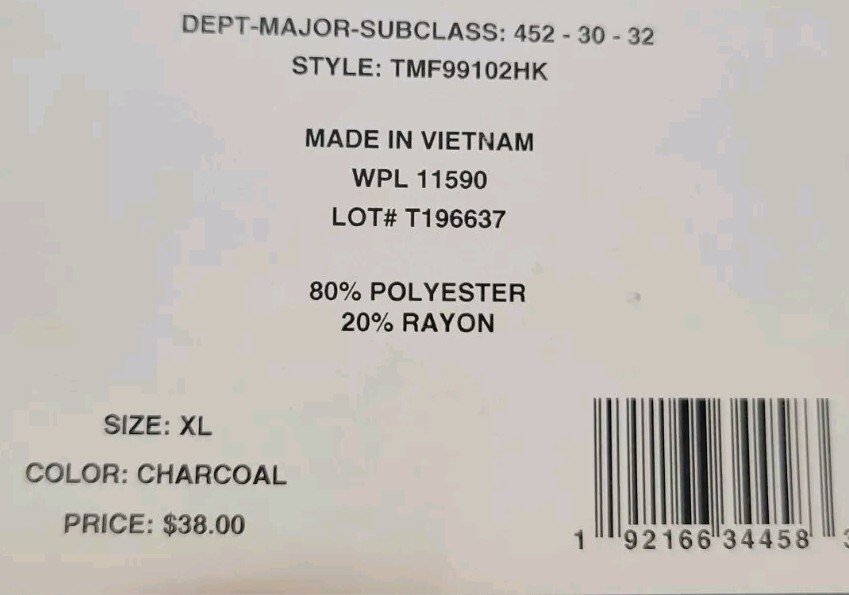 DEPT-MAJOR-SUBCLASS: 452 - 30 - 32
STYLE: TMF99102HK
MADE IN VIETNAM
WPL 11590
LOT# T196637
80% POLYESTER
20% RAYON
SIZE: XL
COLOR: CHARCOAL
PRICE: $38.00
1 92166 34458 3